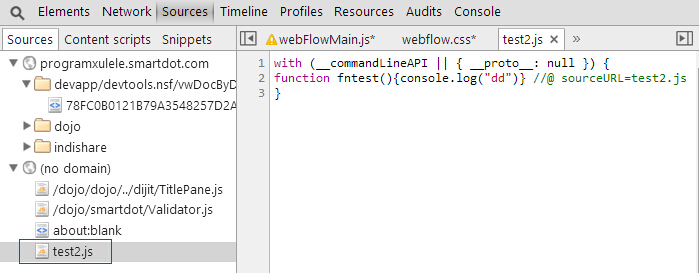 Elements Network Sources Timeline Profiles Resources Audits Console
Sources Content scripts Snippets
webFlowMain.js* webflow.css* test2.js × »
programxulele.smartdot.com
devapp/devtools.nsf/vwDocByD
78FC0B0121B79A3548257D2A
dojo
indishare
(no domain)
/dojo/dojo/../dijit/TitlePane.js
/dojo/smartdot/Validator.js
about:blank
test2.js
1 with (__commandLineAPI || { __proto__: null }) {
2 function fntest(){console.log("dd")} //@ sourceURL=test2.js
3 }